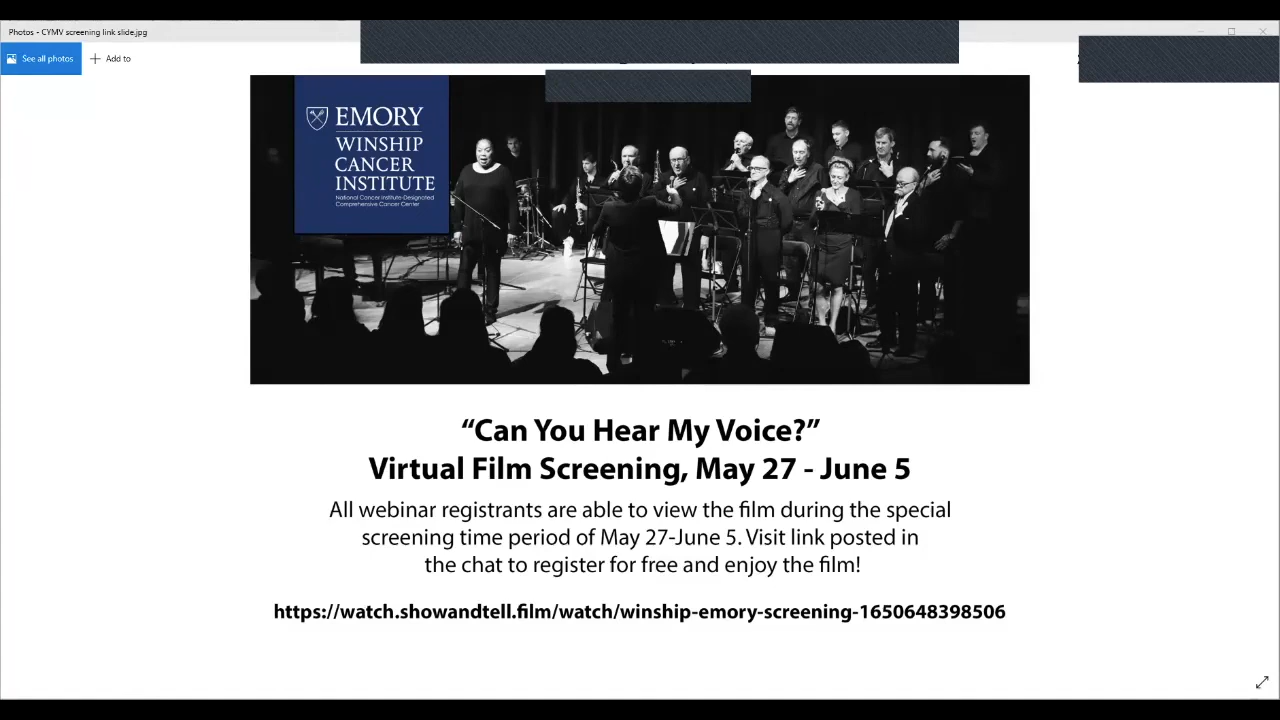 Photos - CYMV screening link slide.jpg
See all photos
Add to
EMORY
WINSHIP
CANCER
INSTITUTE
National Cancer Institute-Designated
Comprehensive Cancer Center
“Can You Hear My Voice?”
Virtual Film Screening, May 27 - June 5
All webinar registrants are able to view the film during the special
screening time period of May 27-June 5. Visit link posted in
the chat to register for free and enjoy the film!
https://watch.showandtell.film/watch/winship-emory-screening-1650648398506